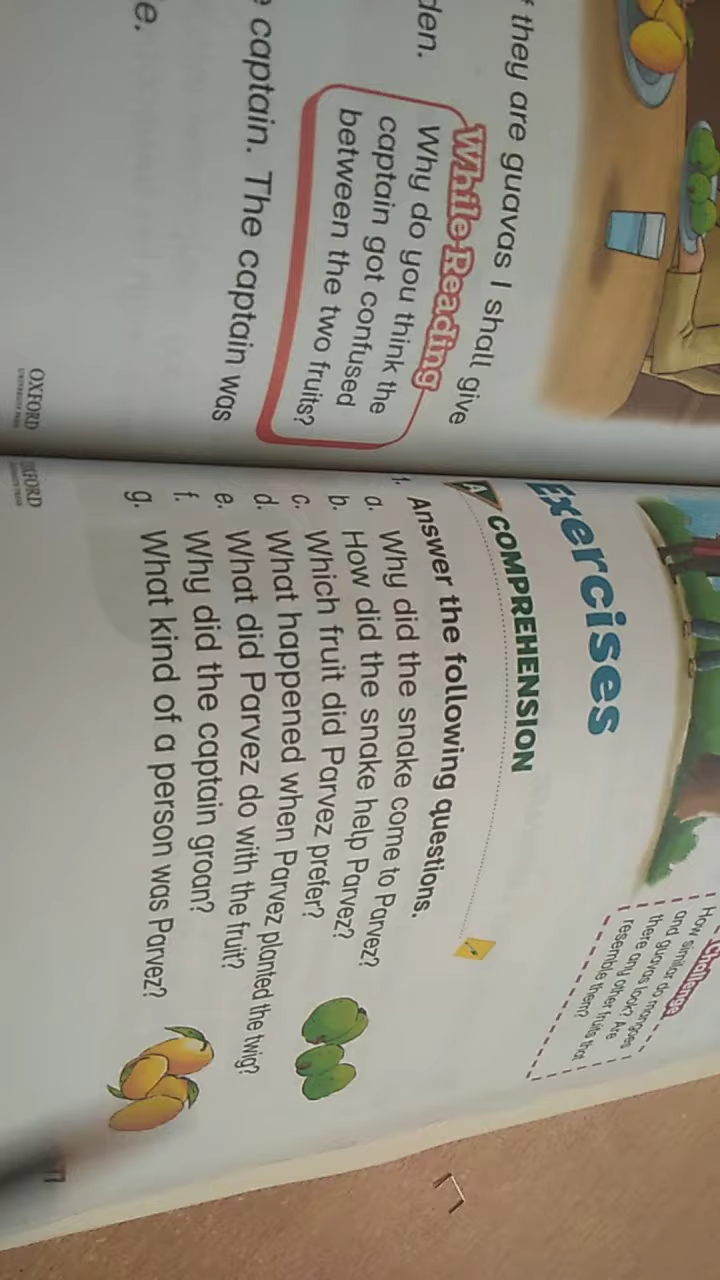 f they are guavas I shall give
den.
While-Reading
Why do you think the
captain got confused
between the two fruits?
captain. The captain was
e.
OXFORD
UNIVERSITY PRESS
Challenge
How similar do mangoes
and guavas look? Are
there any other fruits that
resemble them?
Exercises
A COMPREHENSION
1. Answer the following questions.
a. Why did the snake come to Parvez?
b. How did the snake help Parvez?
c. Which fruit did Parvez prefer?
d. What happened when Parvez planted the twig?
e. What did Parvez do with the fruit?
f. Why did the captain groan?
g. What kind of a person was Parvez?
OXFORD